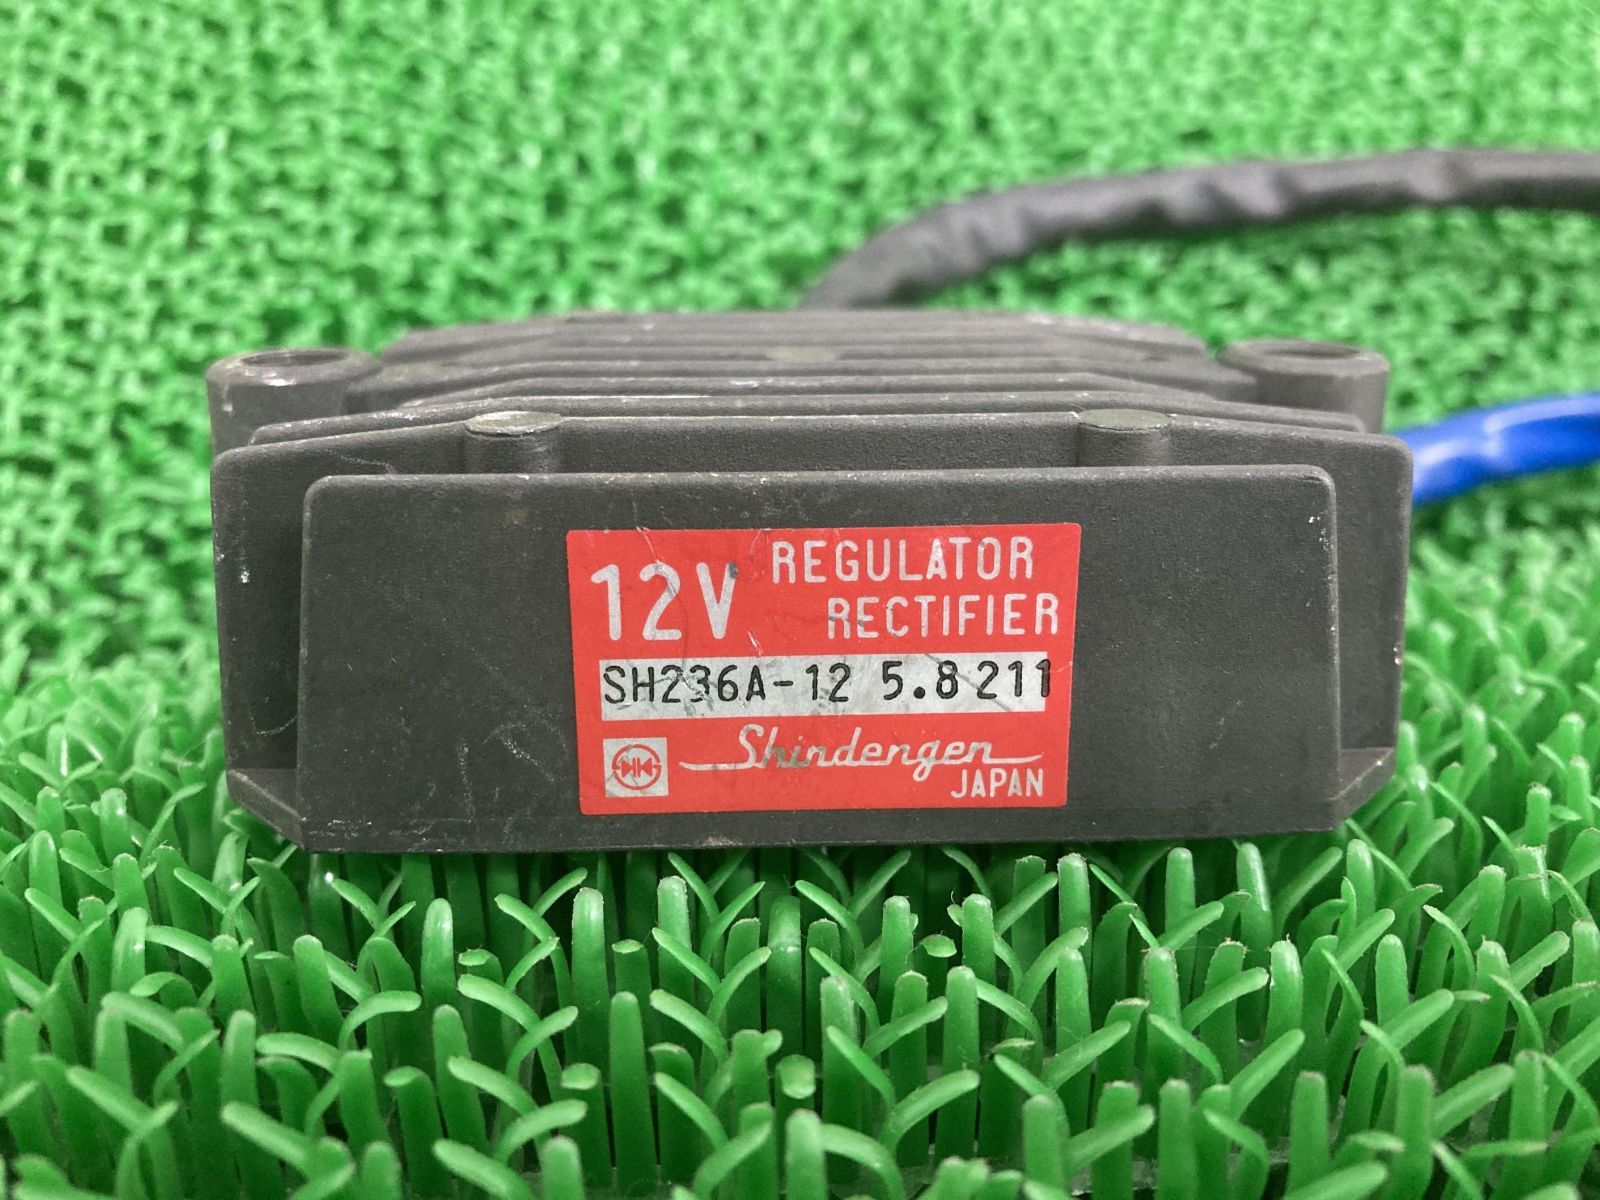 12V REGULATOR
RECTIFIER
SH236A-12 5.8 211
Shindengen
JAPAN